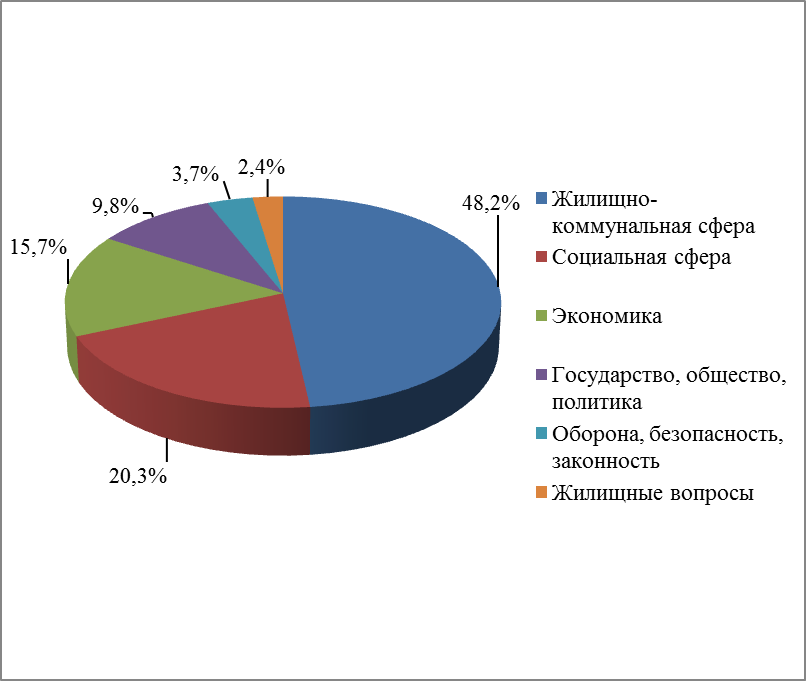 2,4%
3,7%
9,8%
48,2%
15,7%
20,3%
Жилищно-
коммунальная сфера
Социальная сфера
Экономика
Государство, общество,
политика
Оборона, безопасность,
законность
Жилищные вопросы